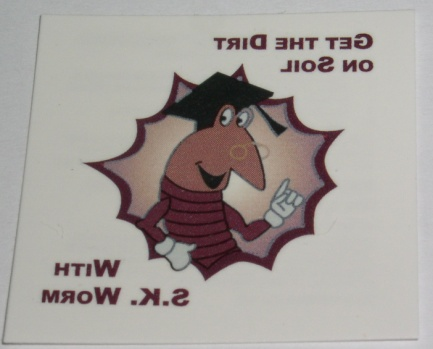 GET THE DIRT
ON SOIL
WITH
S.K. WORM